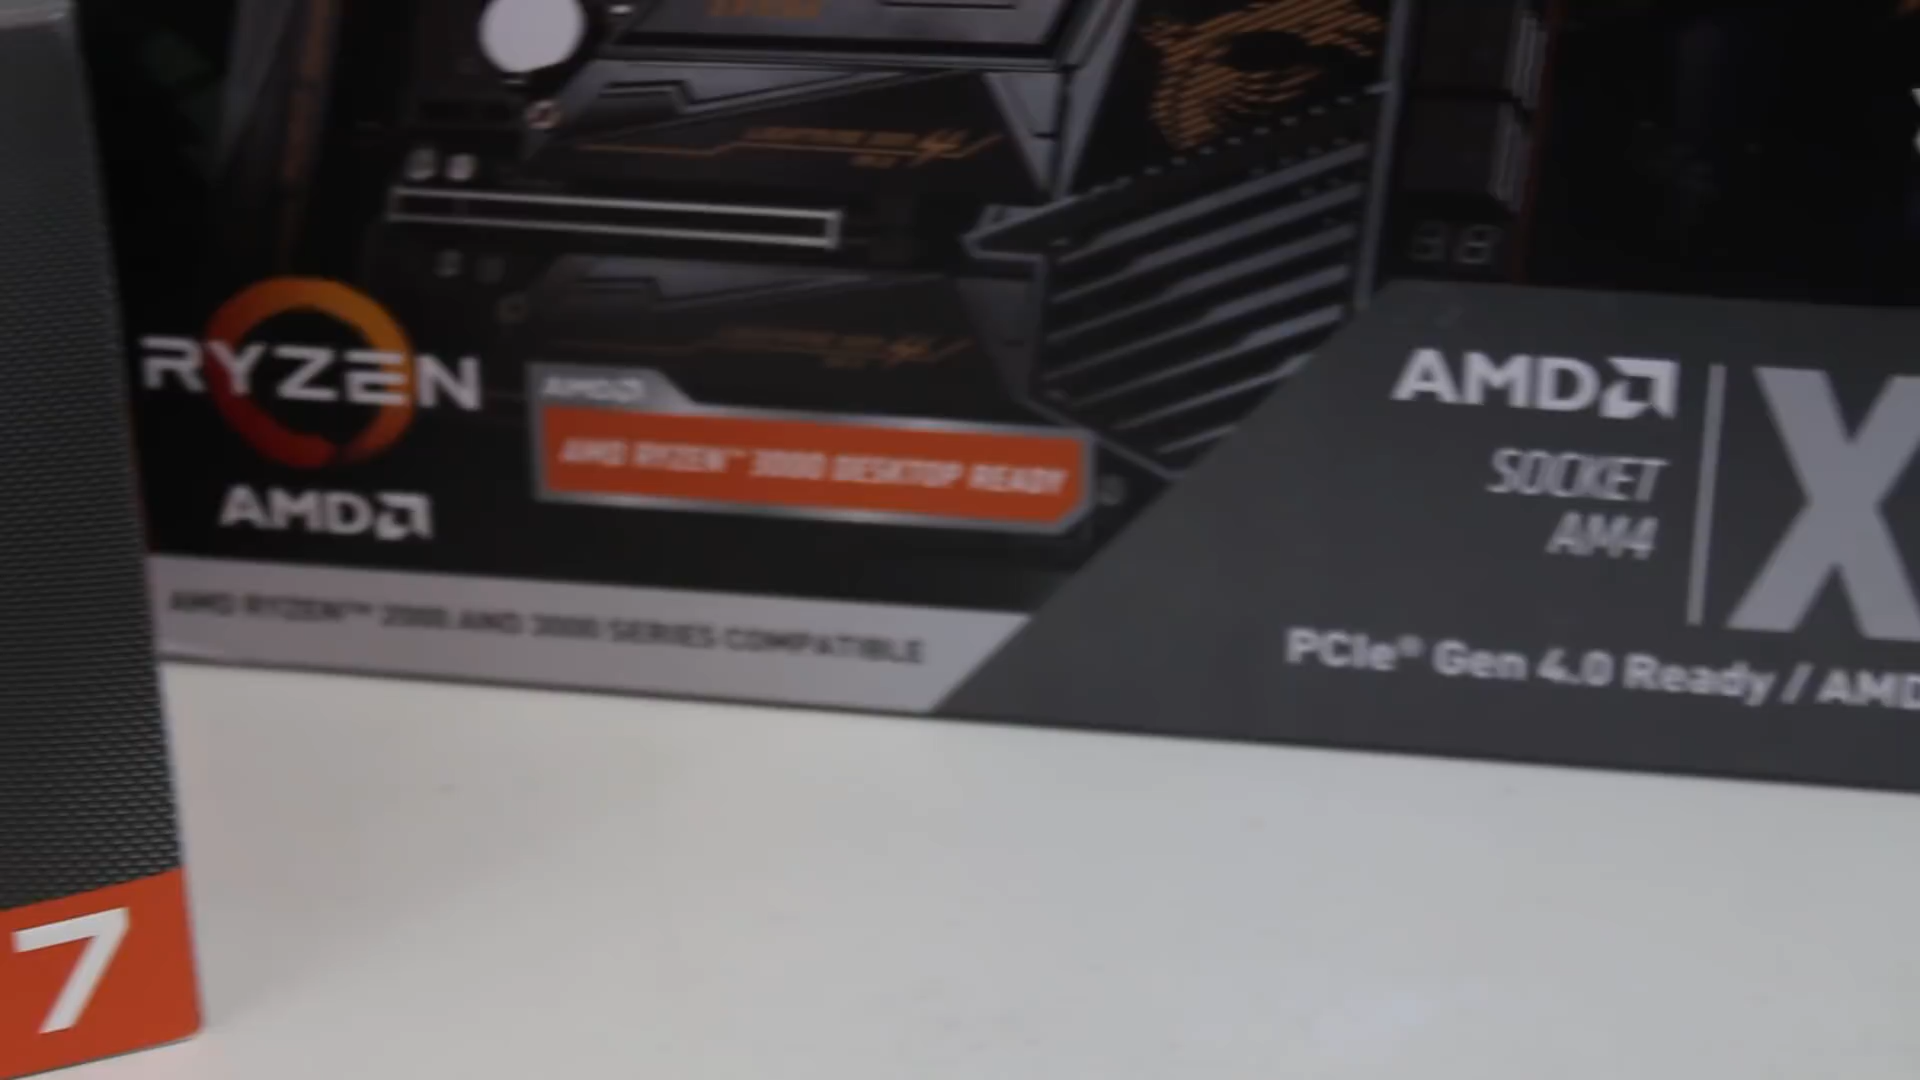 RYZEN
AMD
AMD
AMD RYZEN™ 3000 DESKTOP READY
AMD RYZEN™ 2000 AND 3000 SERIES COMPATIBLE
AMD
SOCKET
AM4
X
PCIe® Gen 4.0 Ready / AMD
7